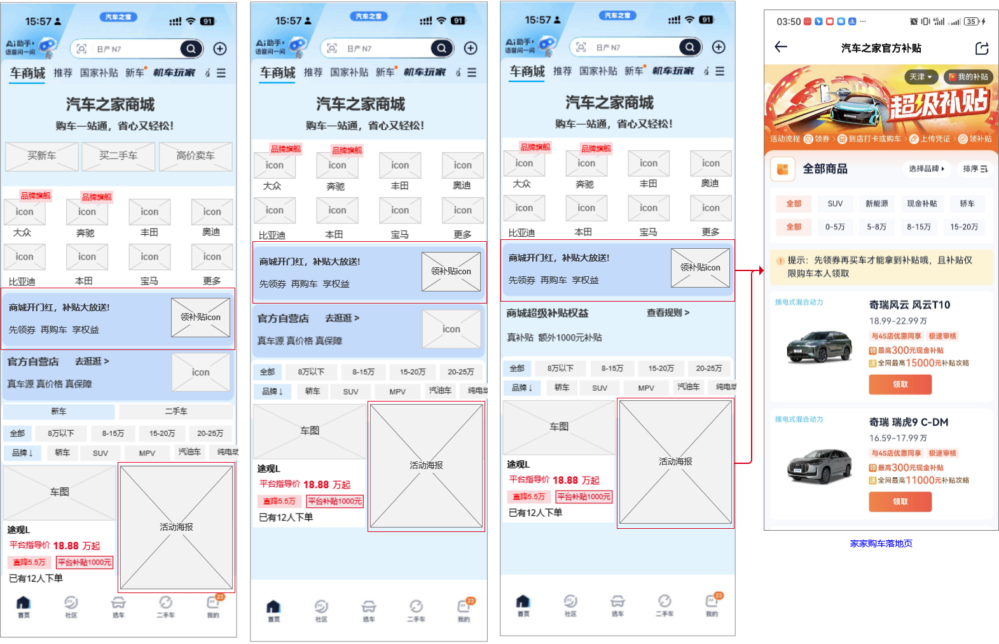 15:57
汽车之家
91
Ai助手
语音问一问
日产 N7
车商城 推荐 国家补贴 新车 机车玩家
汽车之家商城
购车一站通，省心又轻松！
买新车 买二手车 高价卖车
品牌旗舰 品牌旗舰
icon icon icon icon
大众 奔驰 丰田 奥迪
icon icon icon icon
比亚迪 本田 宝马 更多
商城开门红，补贴大放送!
先领券 再购车 享权益
领补贴icon
官方自营店 去逛逛 >
真车源 真价格 真保障
icon
新车 二手车
全部 8万以下 8-15万 15-20万 20-25万
品牌↓ 轿车 SUV MPV 汽油车 纯电动
车图
途观L
平台指导价 18.88 万起
直降5.5万 平台补贴1000元
已有12人下单
活动海报
23
首页 社区 选车 二手车 我的
15:57
汽车之家
91
Ai助手
语音问一问
日产 N7
车商城 推荐 国家补贴 新车 机车玩家
汽车之家商城
购车一站通，省心又轻松！
品牌旗舰 品牌旗舰
icon icon icon icon
大众 奔驰 丰田 奥迪
icon icon icon icon
比亚迪 本田 宝马 更多
商城开门红，补贴大放送!
先领券 再购车 享权益
领补贴icon
官方自营店 去逛逛 >
真车源 真价格 真保障
icon
全部 8万以下 8-15万 15-20万 20-25万
品牌↓ 轿车 SUV MPV 汽油车 纯电动
车图
途观L
平台指导价 18.88 万起
直降5.5万 平台补贴1000元
已有12人下单
活动海报
23
首页 社区 选车 二手车 我的
15:57
汽车之家
91
Ai助手
语音问一问
日产 N7
车商城 推荐 国家补贴 新车 机车玩家
汽车之家商城
购车一站通，省心又轻松！
品牌旗舰 品牌旗舰
icon icon icon icon
大众 奔驰 丰田 奥迪
icon icon icon icon
比亚迪 本田 宝马 更多
商城开门红，补贴大放送!
先领券 再购车 享权益
领补贴icon
商城超级补贴权益 查看规则 >
真补贴 额外1000元补贴
全部 8万以下 8-15万 15-20万 20-25万
品牌↓ 轿车 SUV MPV 汽油车 纯电动
车图
途观L
平台指导价 18.88 万起
直降5.5万 平台补贴1000元
已有12人下单
活动海报
23
首页 社区 选车 二手车 我的
03:50
35
汽车之家官方补贴
天津 我的补贴
超级补贴
活动流程 领券 到店打卡或购车 上传凭证 领补贴
全部商品 选择品牌 排序
全部 SUV 新能源 现金补贴 轿车
全部 0-5万 5-8万 8-15万 15-20万
提示：先领券再买车才能拿到补贴哦，且补贴仅
限购车本人领取
插电式混合动力
奇瑞风云 风云T10
18.99-22.99 万
与4S店优惠同享 极速审核
领 最高300元现金补贴
送 全网最高15000元补贴攻略
领取
插电式混合动力
奇瑞 瑞虎9 C-DM
16.59-17.99 万
与4S店优惠同享 极速审核
领 最高300元现金补贴
送 全网最高11000元补贴攻略
领取
家家购车落地页